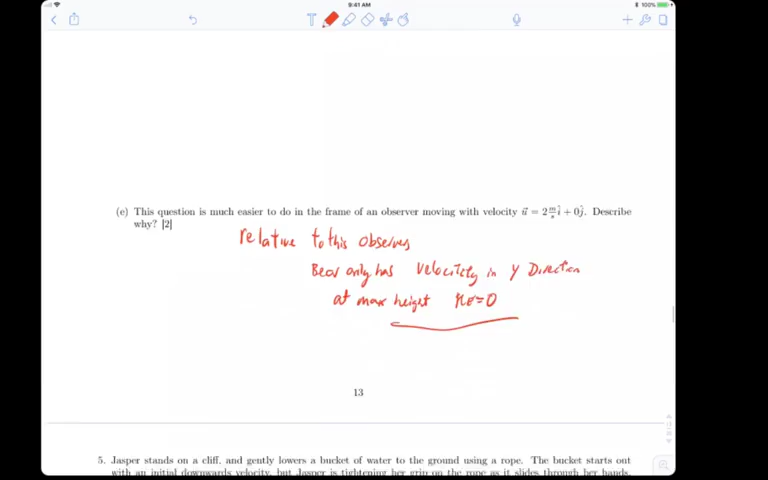 9:41 AM
100%
(e) This question is much easier to do in the frame of an observer moving with velocity u⃗ = 2 m/s î + 0ĵ. Describe
why? [2]
relative to this observer
Bear only has velocitety in y Direction
at max height KE=0
13
5. Jasper stands on a cliff, and gently lowers a bucket of water to the ground using a rope. The bucket starts out
with an initial downwards velocity, but Jasper is tightening her grip on the rope as it slides through her hands,